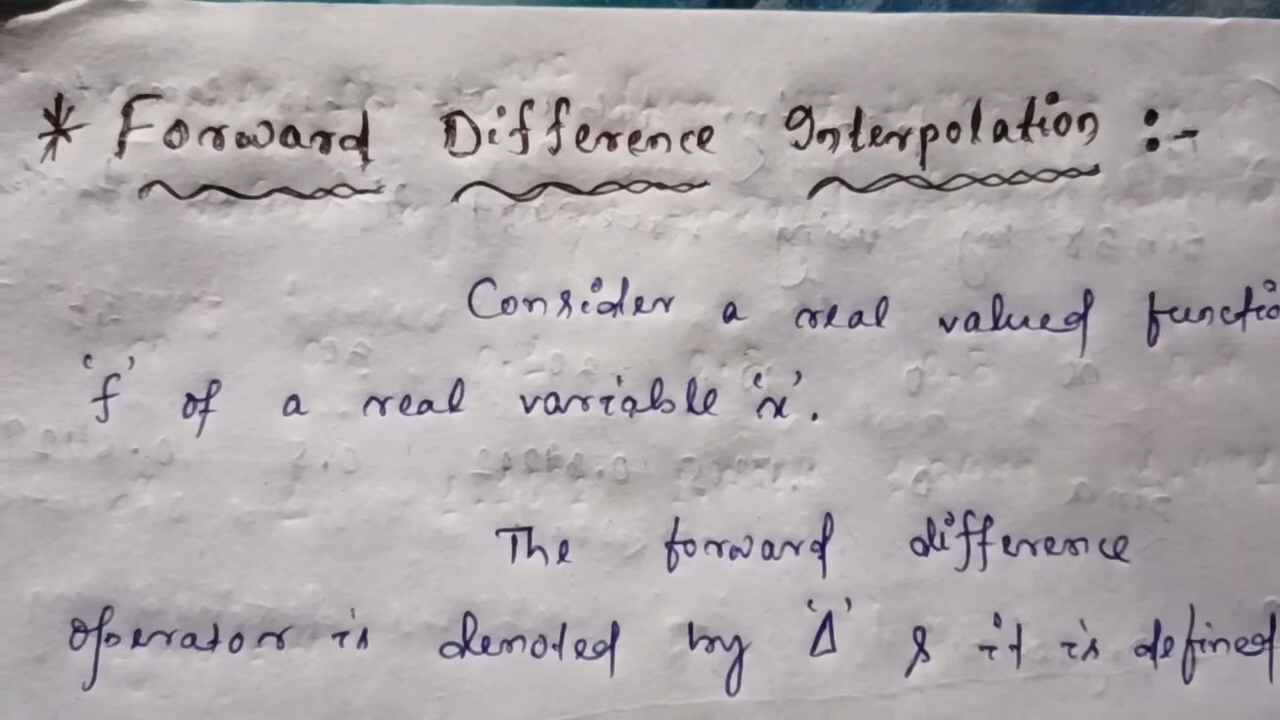 * Forward Difference Interpolation :-
Consider a real valued functio
'f' of a real variable 'x'.
The forward difference
operator is denoted by 'Δ' & it is defined